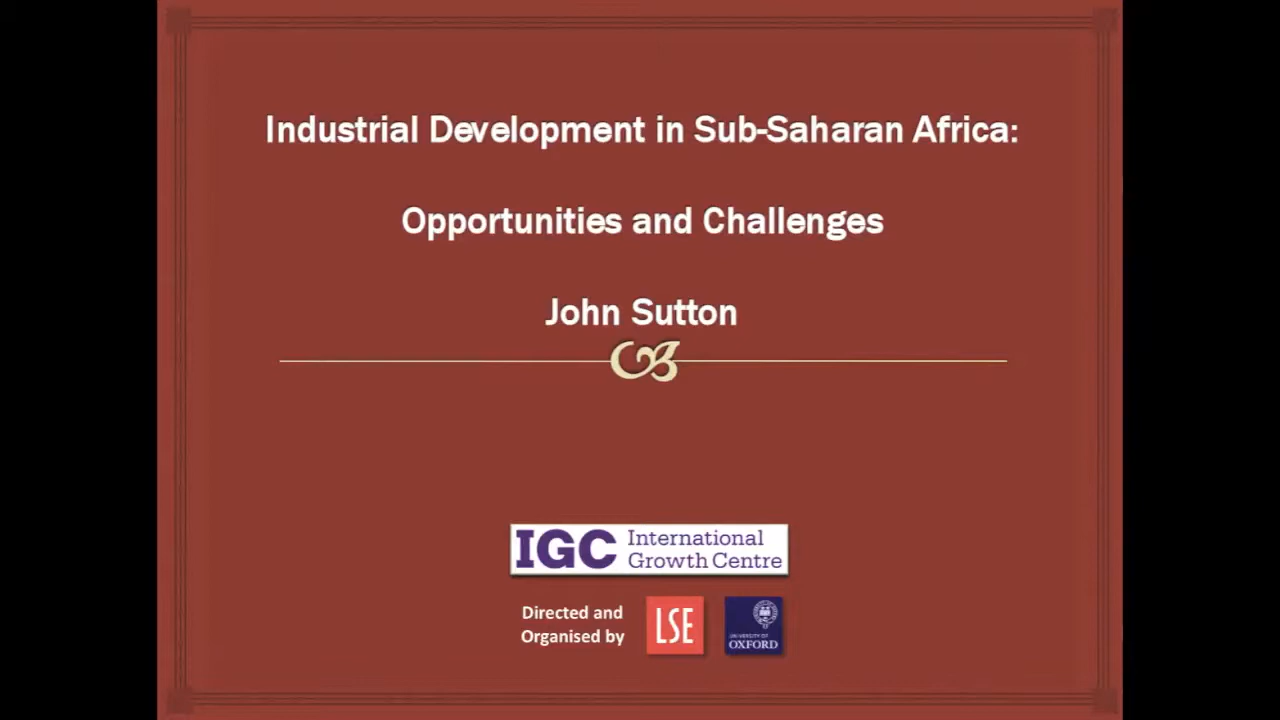 Industrial Development in Sub-Saharan Africa:
Opportunities and Challenges
John Sutton
IGC International
Growth Centre
Directed and
Organised by
LSE
UNIVERSITY OF
OXFORD